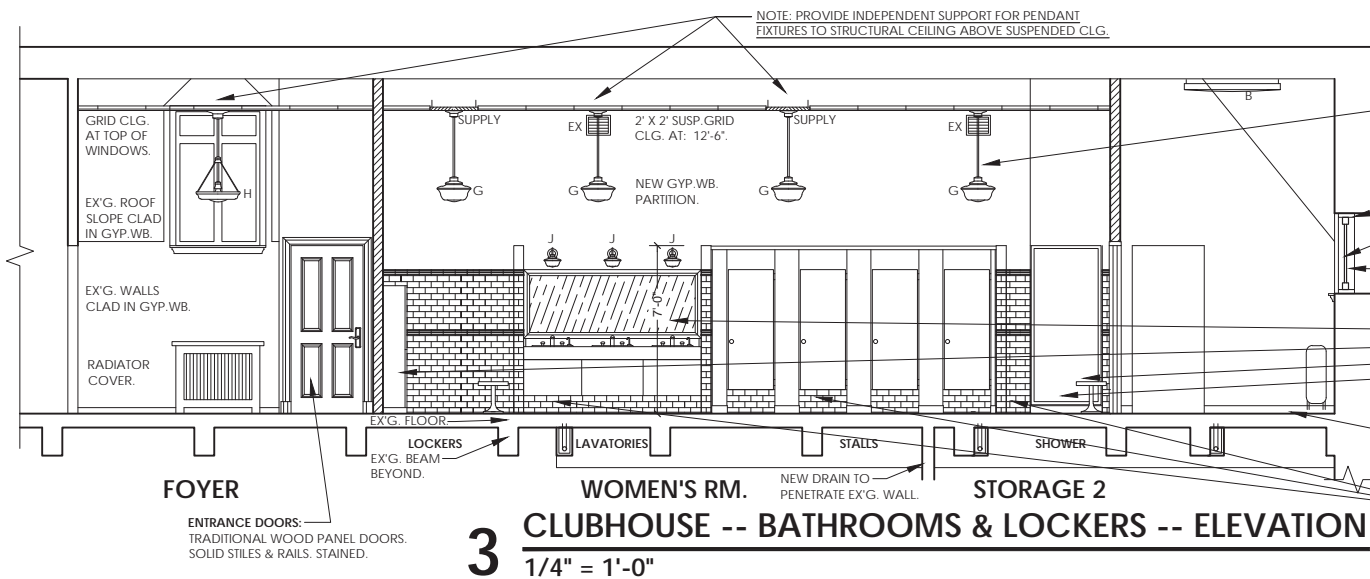 NOTE: PROVIDE INDEPENDENT SUPPORT FOR PENDANT
FIXTURES TO STRUCTURAL CEILING ABOVE SUSPENDED CLG.
B
GRID CLG.
AT TOP OF
WINDOWS.
SUPPLY
EX
2' X 2' SUSP.GRID
CLG. AT: 12'-6".
SUPPLY
EX
H
G
G
NEW GYP.WB.
PARTITION.
G
G
EX'G. ROOF
SLOPE CLAD
IN GYP.WB.
J
J
J
EX'G. WALLS
CLAD IN GYP.WB.
7'-0"
RADIATOR
COVER.
EX'G. FLOOR.
LOCKERS
EX'G. BEAM
BEYOND.
LAVATORIES
STALLS
SHOWER
NEW DRAIN TO
PENETRATE EX'G. WALL.
FOYER
WOMEN'S RM.
STORAGE 2
ENTRANCE DOORS:
TRADITIONAL WOOD PANEL DOORS.
SOLID STILES & RAILS. STAINED.
3
CLUBHOUSE -- BATHROOMS & LOCKERS -- ELEVATION
1/4" = 1'-0"